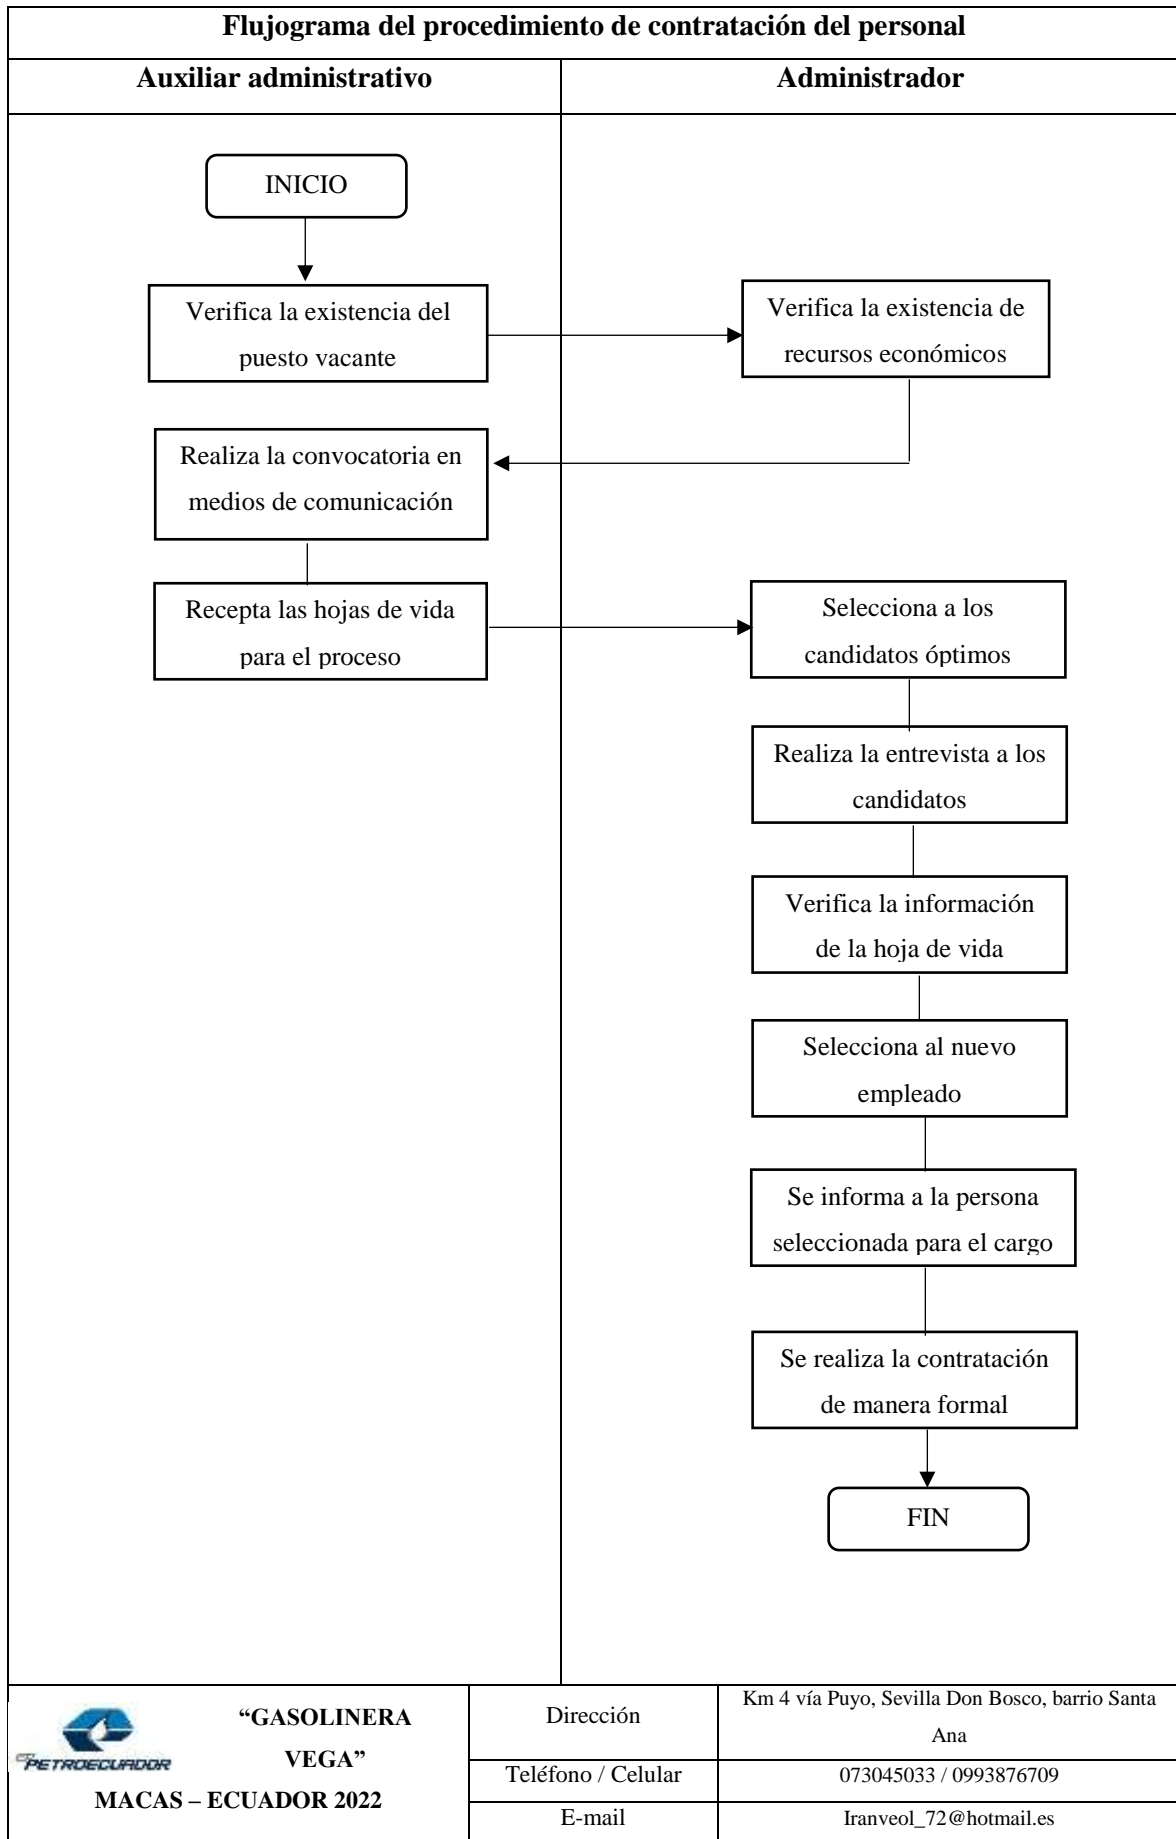 Flujograma del procedimiento de contratación del personal
Auxiliar administrativo
Administrador
INICIO
Verifica la existencia del
puesto vacante
Verifica la existencia de
recursos económicos
Realiza la convocatoria en
medios de comunicación
Recepta las hojas de vida
para el proceso
Selecciona a los
candidatos óptimos
Realiza la entrevista a los
candidatos
Verifica la información
de la hoja de vida
Selecciona al nuevo
empleado
Se informa a la persona
seleccionada para el cargo
Se realiza la contratación
de manera formal
FIN
PETROECUADOR
“GASOLINERA
VEGA”
MACAS – ECUADOR 2022
Dirección
Km 4 vía Puyo, Sevilla Don Bosco, barrio Santa
Ana
Teléfono / Celular
073045033 / 0993876709
E-mail
Iranveol_72@hotmail.es